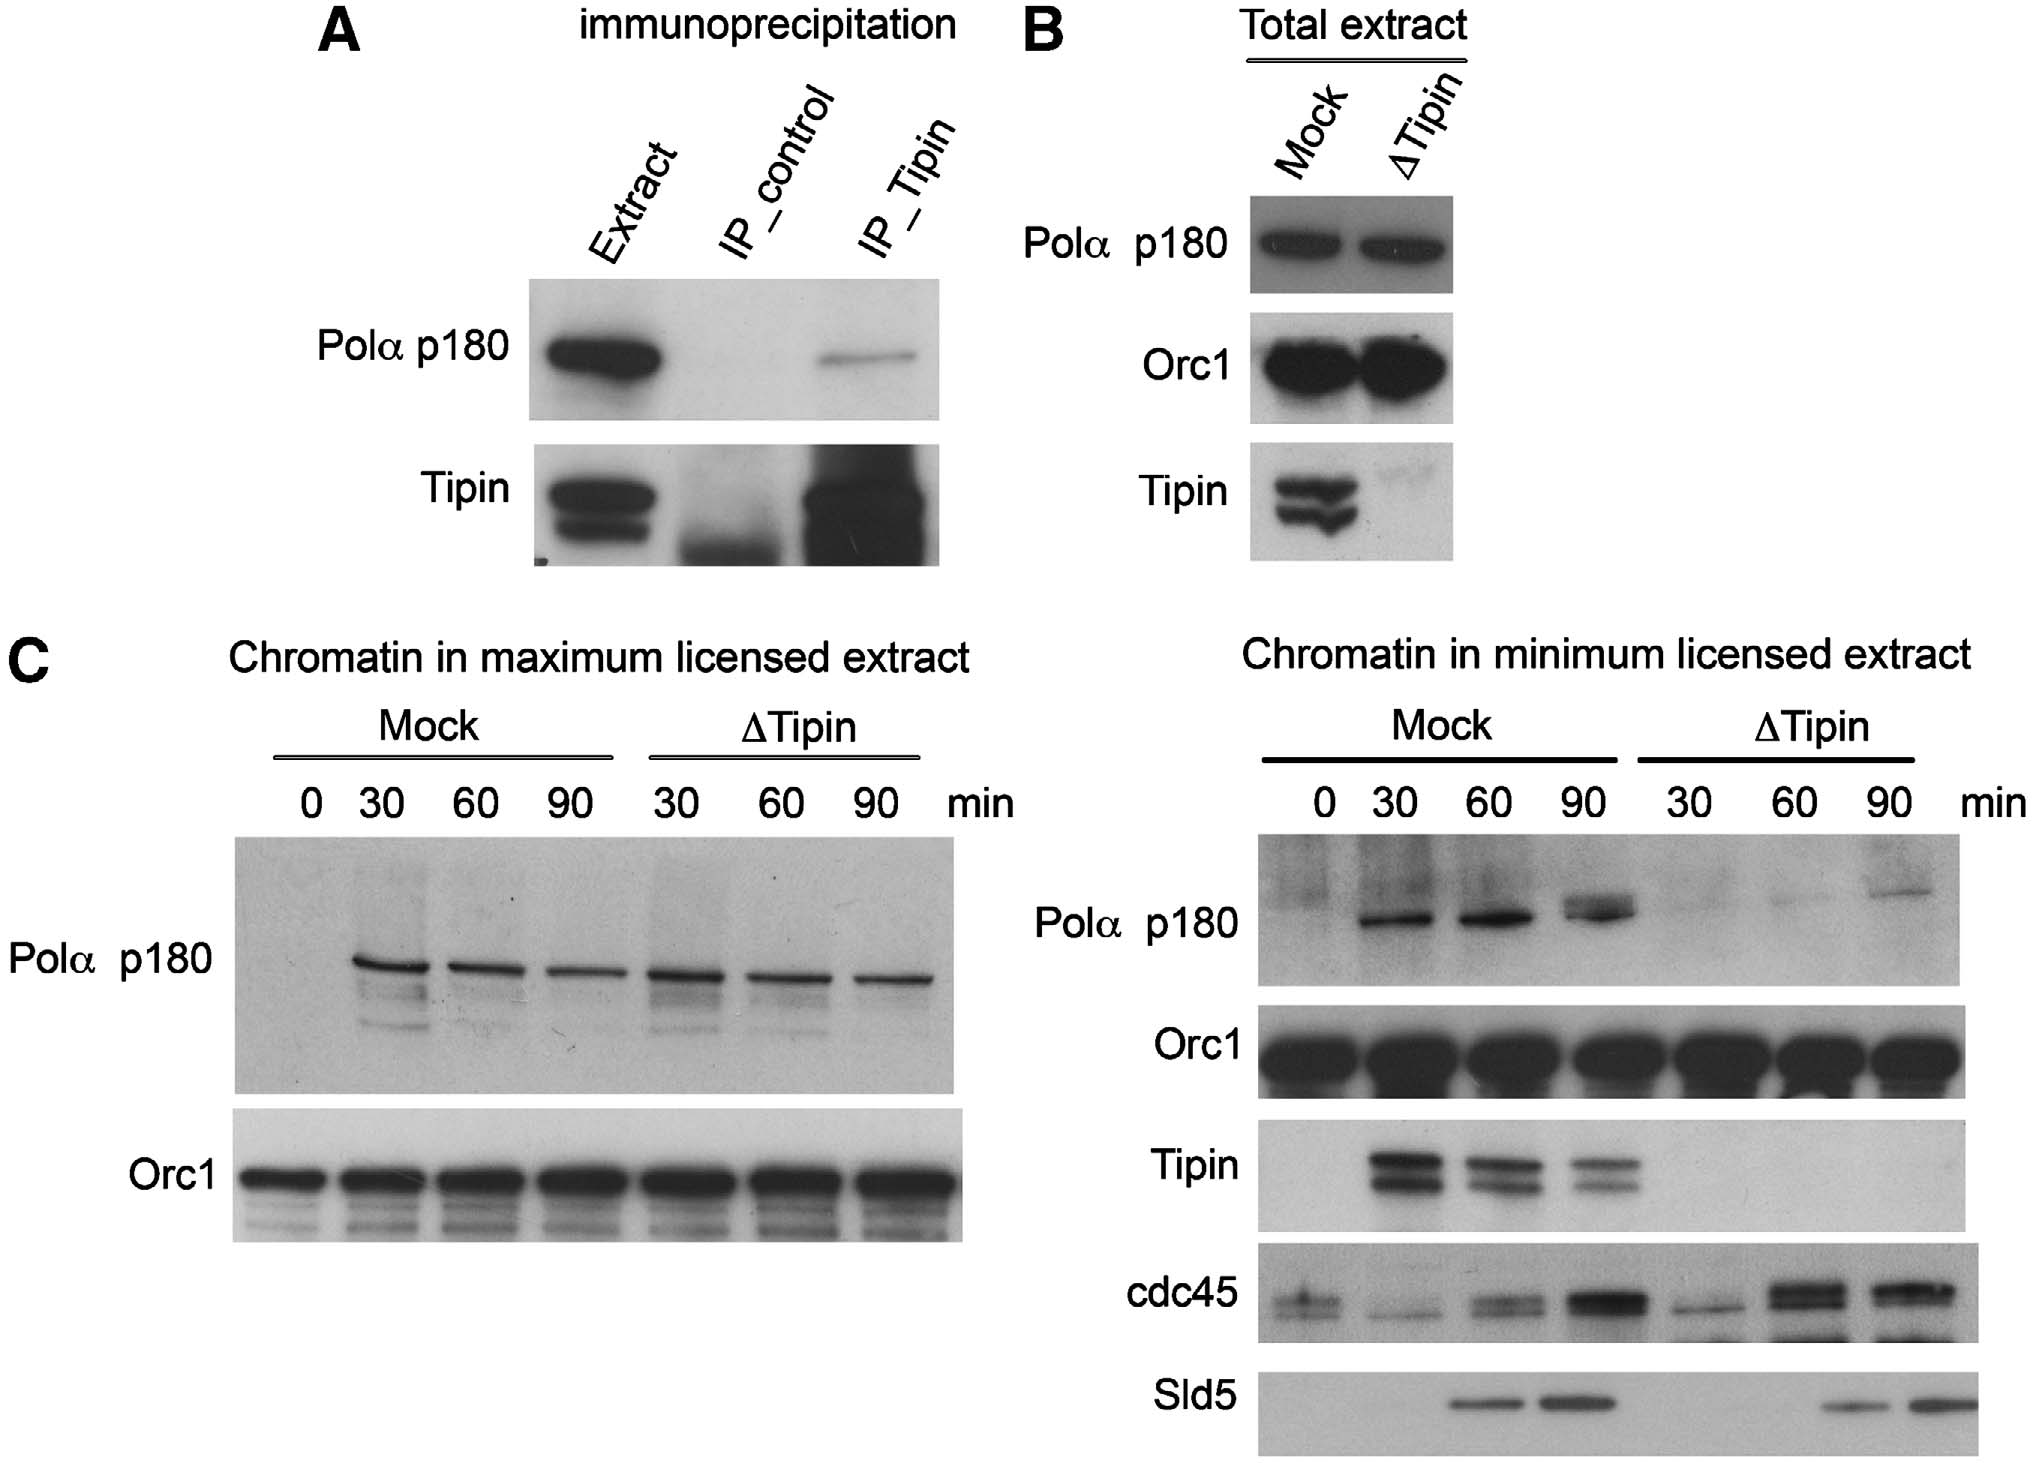 A immunoprecipitation
Extract IP_control IP_Tipin
Polα p180
Tipin
B Total extract
Mock ΔTipin
Polα p180
Orc1
Tipin
C Chromatin in maximum licensed extract
Mock ΔTipin
0 30 60 90 30 60 90 min
Polα p180
Orc1
Chromatin in minimum licensed extract
Mock ΔTipin
0 30 60 90 30 60 90 min
Polα p180
Orc1
Tipin
cdc45
Sld5